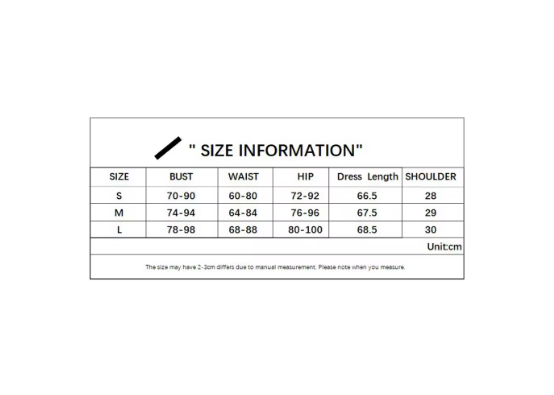 " SIZE INFORMATION"
SIZE BUST WAIST HIP Dress Length SHOULDER
S 70-90 60-80 72-92 66.5 28
M 74-94 64-84 76-96 67.5 29
L 78-98 68-88 80-100 68.5 30
Unit:cm
The size may have 2-3cm differs due to manual measurement. Please note when you measure.